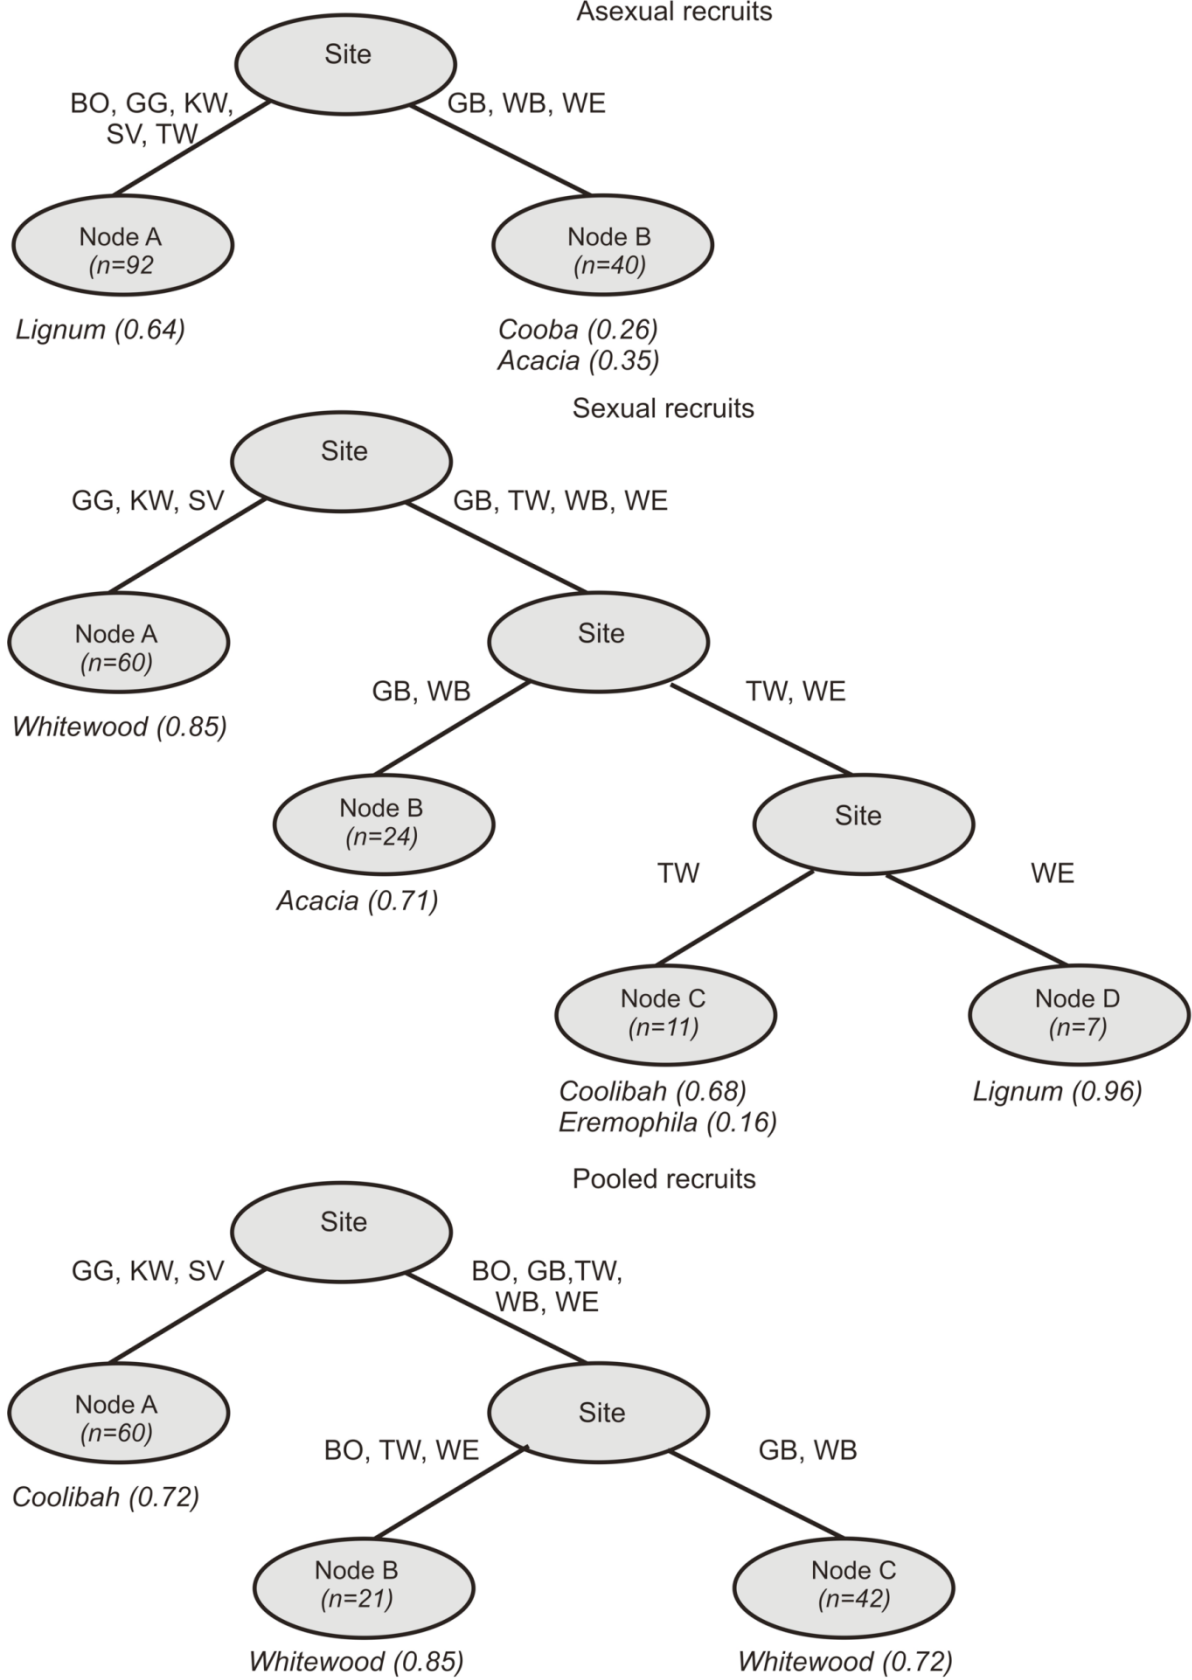 Asexual recruits
Site
BO, GG, KW,
SV, TW
GB, WB, WE
Node A
(n=92
Node B
(n=40)
Lignum (0.64)
Cooba (0.26)
Acacia (0.35)
Sexual recruits
Site
GG, KW, SV
GB, TW, WB, WE
Node A
(n=60)
Site
Whitewood (0.85)
GB, WB
TW, WE
Node B
(n=24)
Site
Acacia (0.71)
TW
WE
Node C
(n=11)
Node D
(n=7)
Coolibah (0.68)
Eremophila (0.16)
Lignum (0.96)
Pooled recruits
Site
GG, KW, SV
BO, GB,TW,
WB, WE
Node A
(n=60)
Site
Coolibah (0.72)
BO, TW, WE
GB, WB
Node B
(n=21)
Node C
(n=42)
Whitewood (0.85)
Whitewood (0.72)